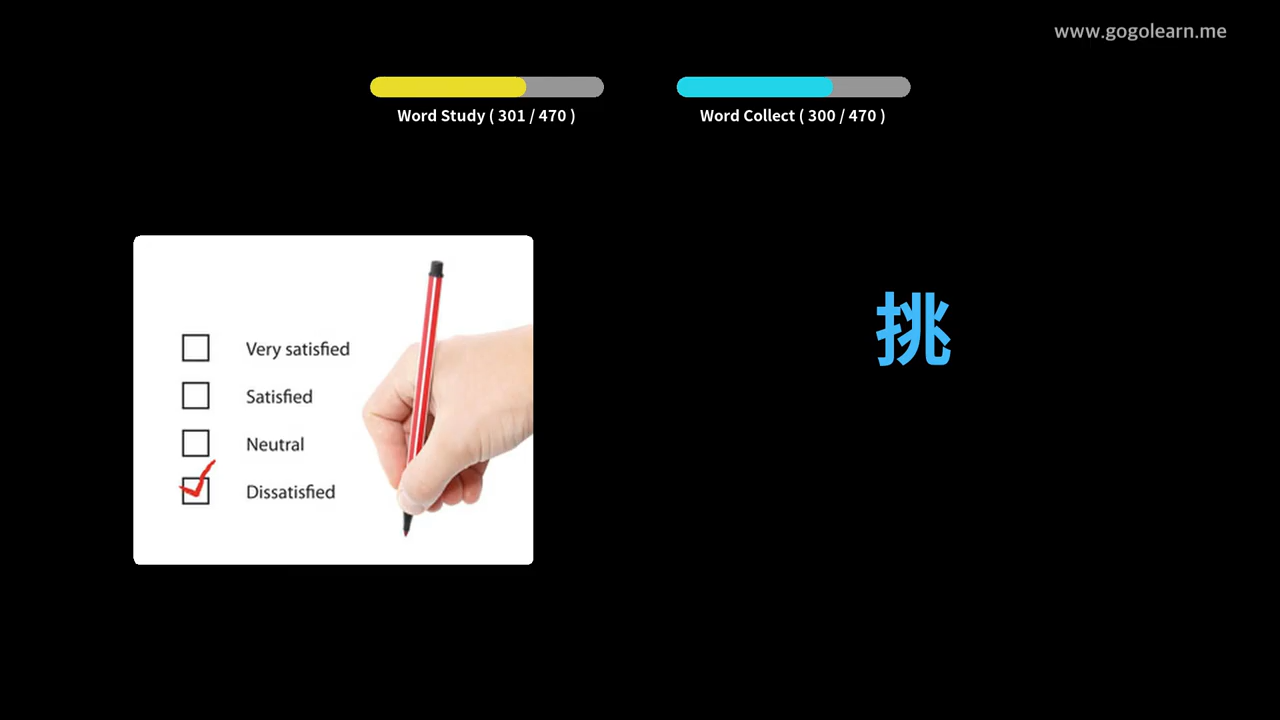 www.gogolearn.me
Word Study ( 301 / 470 )
Word Collect ( 300 / 470 )
Very satisfied
Satisfied
Neutral
Dissatisfied
挑